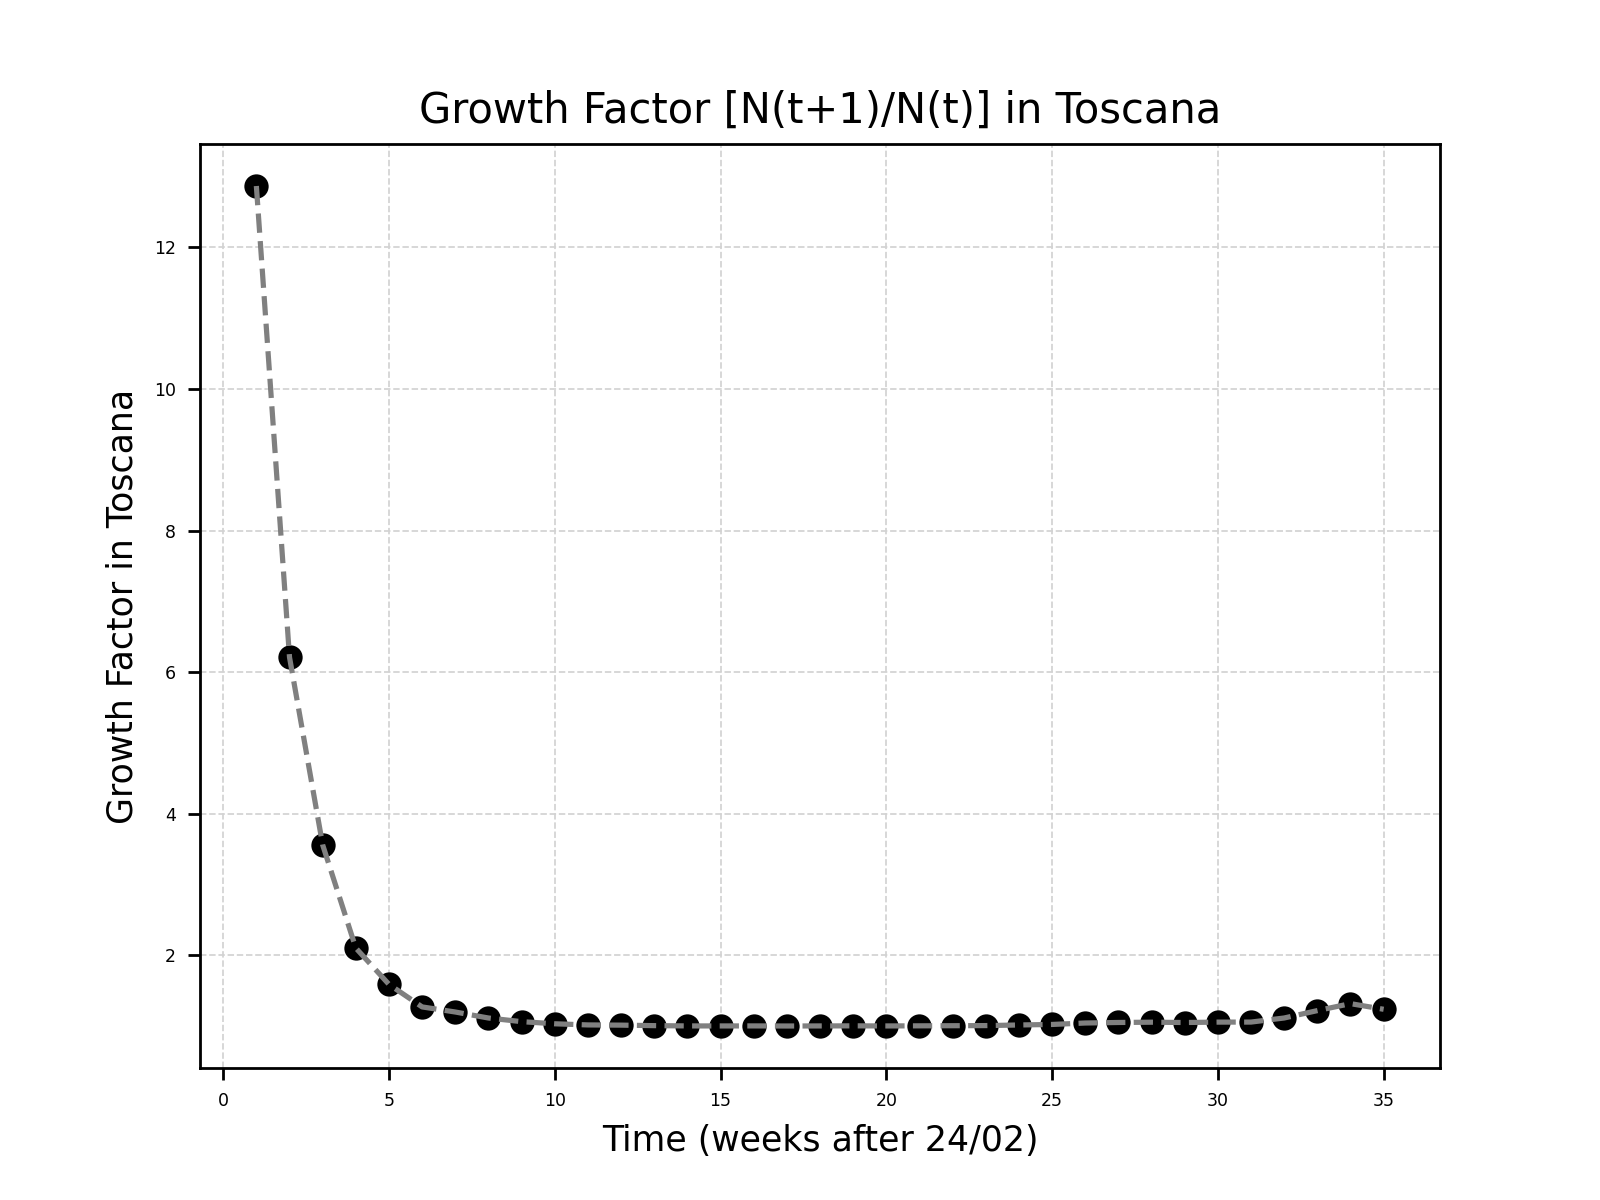 Growth Factor [N(t+1)/N(t)] in Toscana
Growth Factor in Toscana
12
10
8
6
4
2
0 5 10 15 20 25 30 35
Time (weeks after 24/02)